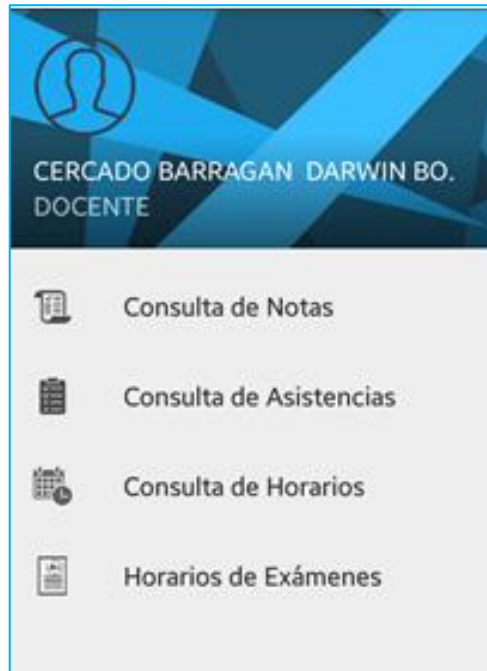 CERCADO BARRAGAN DARWIN BO.
DOCENTE
Consulta de Notas
Consulta de Asistencias
Consulta de Horarios
Horarios de Exámenes